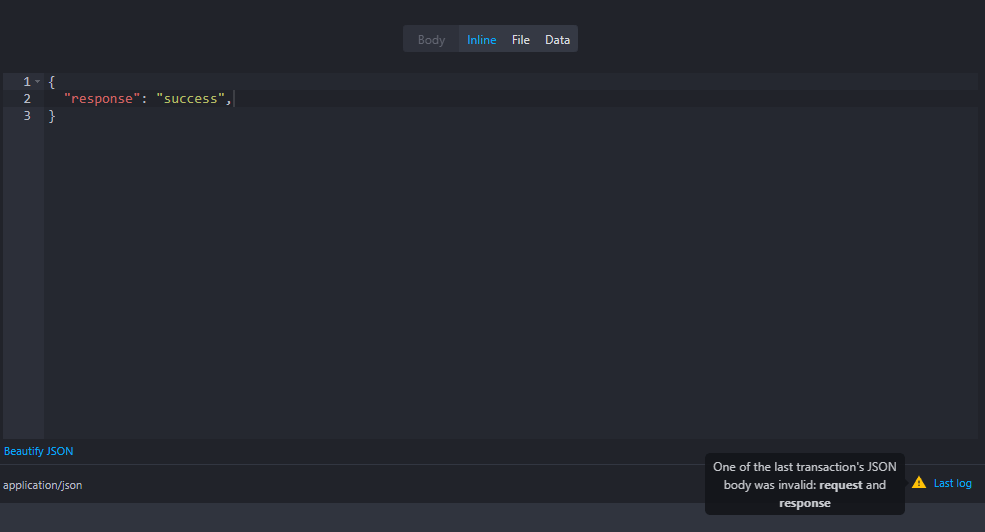 Body Inline File Data
1 {
2 "response": "success",
3 }
Beautify JSON
application/json
One of the last transaction's JSON
body was invalid: request and
response
Last log